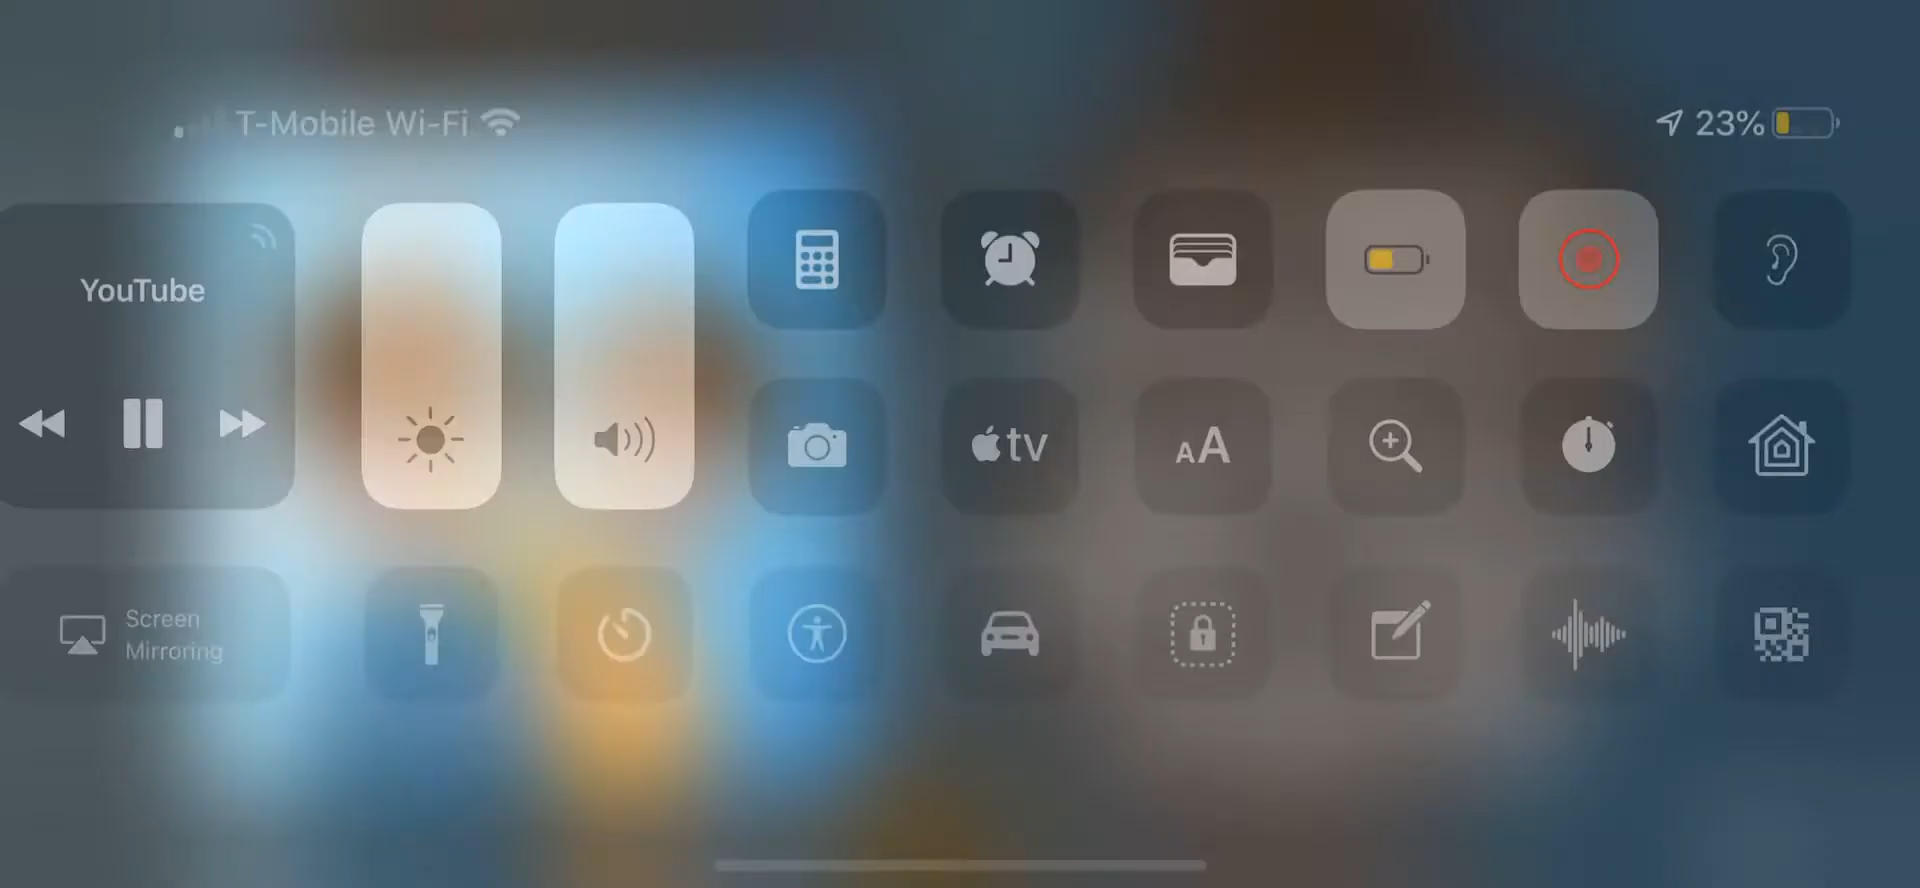 T-Mobile Wi-Fi
23%
YouTube
tv
AA
Screen
Mirroring